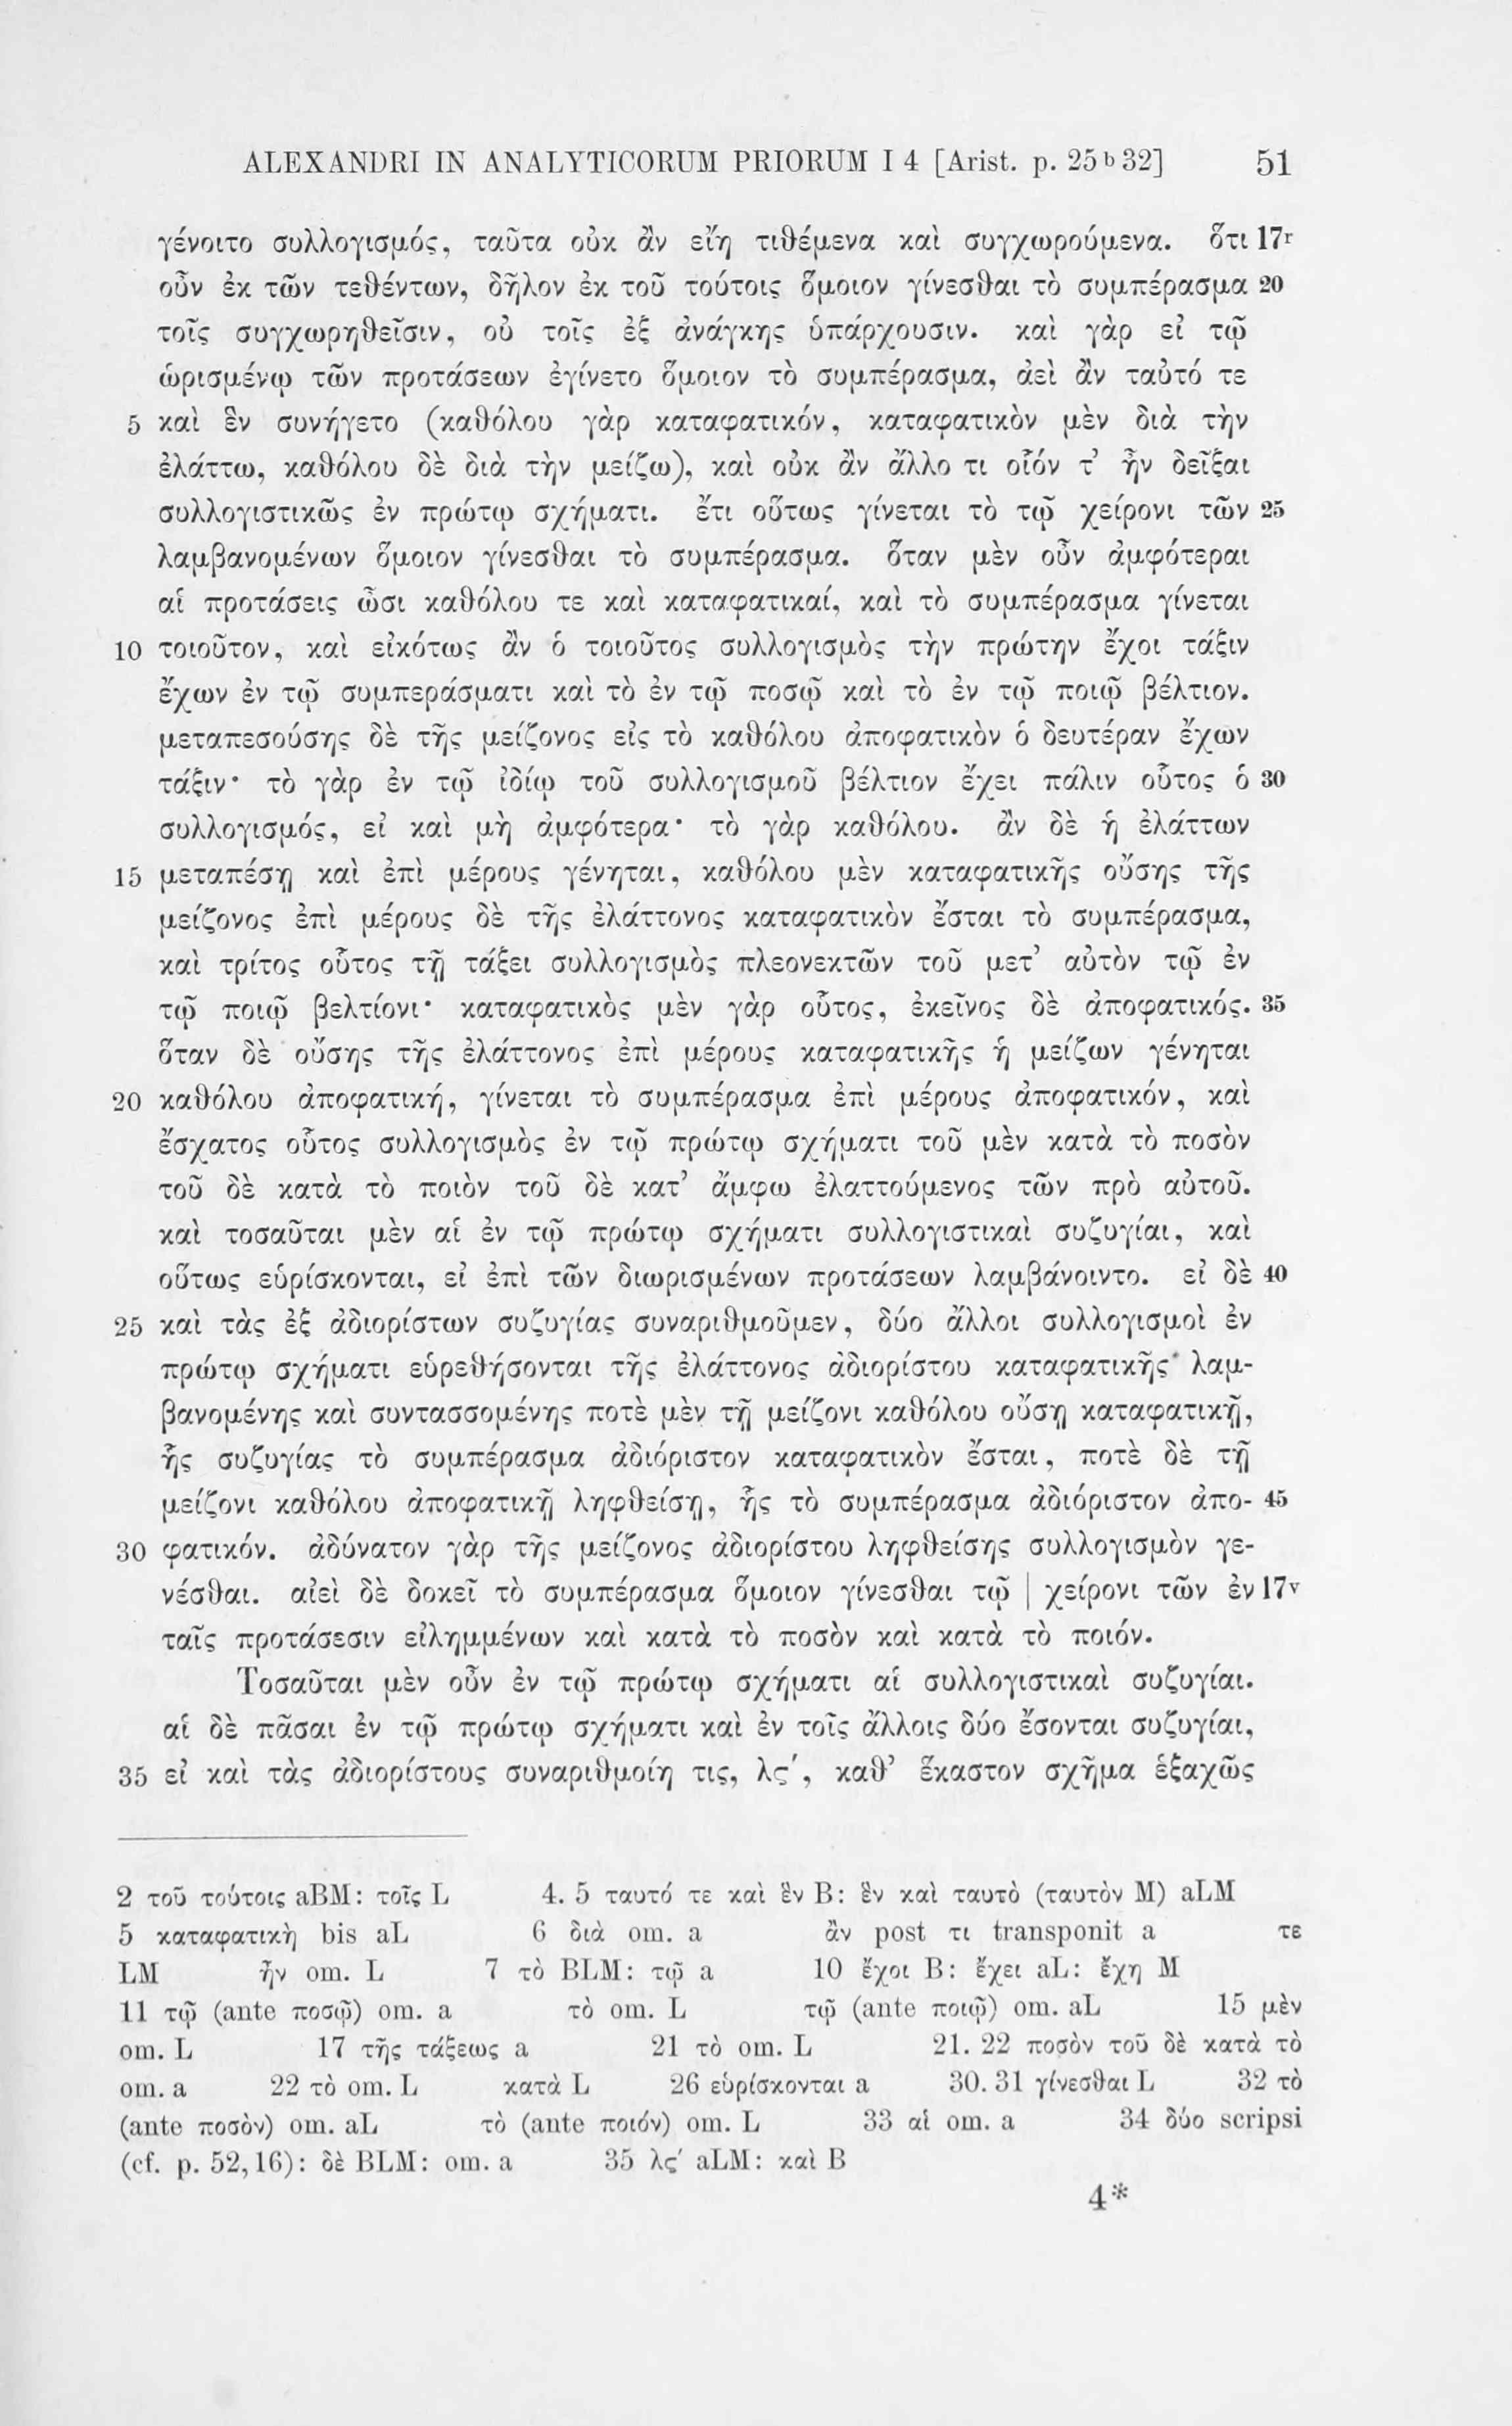 ALEXANDRI IN ANALYTICORUM PRIORUM I 4 [Arist. p. 25 b 32] 51
γένοιτο συλλογισμός, ταῦτα οὐκ ἂν εἴη τιθέμενα καὶ συγχωρούμενα. ὅτι 17r
οὖν ἐκ τῶν τεθέντων, δῆλον ἐκ τοῦ τούτοις ὅμοιον γίνεσθαι τὸ συμπέρασμα 20
τοῖς συγχωρηθεῖσιν, οὐ τοῖς ἐξ ἀνάγκης ὑπάρχουσιν. καὶ γὰρ εἰ τῷ
ὡρισμένῳ τῶν προτάσεων ἐγίνετο ὅμοιον τὸ συμπέρασμα, ἀεὶ ἂν ταὐτό τε
5 καὶ ἓν συνήγετο (καθόλου γὰρ καταφατικόν, καταφατικὸν μὲν διὰ τὴν
ἐλάττω, καθόλου δὲ διὰ τὴν μείζω), καὶ οὐκ ἂν ἄλλο τι οἷόν τ’ ἦν δεῖξαι
συλλογιστικῶς ἐν πρώτῳ σχήματι. ἔτι οὕτως γίνεται τὸ τῷ χείρονι τῶν 25
λαμβανομένων ὅμοιον γίνεσθαι τὸ συμπέρασμα. ὅταν μὲν οὖν ἀμφότεραι
αἱ προτάσεις ὦσι καθόλου τε καὶ καταφατικαί, καὶ τὸ συμπέρασμα γίνεται
10 τοιοῦτον, καὶ εἰκότως ἂν ὁ τοιοῦτος συλλογισμὸς τὴν πρώτην ἔχοι τάξιν
ἔχων ἐν τῷ συμπεράσματι καὶ τὸ ἐν τῷ ποσῷ καὶ τὸ ἐν τῷ ποιῷ βέλτιον.
μεταπεσούσης δὲ τῆς μείζονος εἰς τὸ καθόλου ἀποφατικὸν ὁ δευτέραν ἔχων
τάξιν· τὸ γὰρ ἐν τῷ ἰδίῳ τοῦ συλλογισμοῦ βέλτιον ἔχει πάλιν οὗτος ὁ 30
συλλογισμός, εἰ καὶ μὴ ἀμφότερα· τὸ γὰρ καθόλου. ἂν δὲ ἡ ἐλάττων
15 μεταπέσῃ καὶ ἐπὶ μέρους γένηται, καθόλου μὲν καταφατικῆς οὔσης τῆς
μείζονος ἐπὶ μέρους δὲ τῆς ἐλάττονος καταφατικὸν ἔσται τὸ συμπέρασμα,
καὶ τρίτος οὗτος τῇ τάξει συλλογισμὸς πλεονεκτῶν τοῦ μετ’ αὐτὸν τῷ ἐν
τῷ ποιῷ βελτίονι· καταφατικὸς μὲν γὰρ οὗτος, ἐκεῖνος δὲ ἀποφατικός. 35
ὅταν δὲ οὔσης τῆς ἐλάττονος ἐπὶ μέρους καταφατικῆς ἡ μείζων γένηται
20 καθόλου ἀποφατική, γίνεται τὸ συμπέρασμα ἐπὶ μέρους ἀποφατικόν, καὶ
ἔσχατος οὗτος συλλογισμὸς ἐν τῷ πρώτῳ σχήματι τοῦ μὲν κατὰ τὸ ποσὸν
τοῦ δὲ κατὰ τὸ ποιὸν τοῦ δὲ κατ’ ἄμφω ἐλαττούμενος τῶν πρὸ αὐτοῦ.
καὶ τοσαῦται μὲν αἱ ἐν τῷ πρώτῳ σχήματι συλλογιστικαὶ συζυγίαι, καὶ
οὕτως εὑρίσκονται, εἰ ἐπὶ τῶν διωρισμένων προτάσεων λαμβάνοιντο. εἰ δὲ 40
25 καὶ τὰς ἐξ ἀδιορίστων συζυγίας συναριθμοῦμεν, δύο ἄλλοι συλλογισμοὶ ἐν
πρώτῳ σχήματι εὑρεθήσονται τῆς ἐλάττονος ἀδιορίστου καταφατικῆς λαμ-
βανομένης καὶ συντασσομένης ποτὲ μὲν τῇ μείζονι καθόλου οὔσῃ καταφατικῇ,
ἧς συζυγίας τὸ συμπέρασμα ἀδιόριστον καταφατικὸν ἔσται, ποτὲ δὲ τῇ
μείζονι καθόλου ἀποφατικῇ ληφθείσῃ, ἧς τὸ συμπέρασμα ἀδιόριστον ἀπο- 45
30 φατικόν. ἀδύνατον γὰρ τῆς μείζονος ἀδιορίστου ληφθείσης συλλογισμὸν γε-
νέσθαι. αἰεὶ δὲ δοκεῖ τὸ συμπέρασμα ὅμοιον γίνεσθαι τῷ | χείρονι τῶν ἐν 17v
ταῖς προτάσεσιν εἰλημμένων καὶ κατὰ τὸ ποσὸν καὶ κατὰ τὸ ποιόν.
Τοσαῦται μὲν οὖν ἐν τῷ πρώτῳ σχήματι αἱ συλλογιστικαὶ συζυγίαι.
αἱ δὲ πᾶσαι ἐν τῷ πρώτῳ σχήματι καὶ ἐν τοῖς ἄλλοις δύο ἔσονται συζυγίαι,
35 εἰ καὶ τὰς ἀδιορίστους συναριθμοίη τις, λς′, καθ’ ἕκαστον σχῆμα ἑξαχῶς
2 τοῦ τούτοις aBM: τοῖς L 4. 5 ταυτό τε καὶ ἓν B: ἓν καὶ ταυτὸ (ταυτὸν M) aLM
5 καταφατικὴ bis aL 6 διὰ om. a ἂν post τι transponit a τε
LM ἦν om. L 7 τὸ BLM: τῷ a 10 ἔχοι B: ἔχει aL: ἔχη M
11 τῷ (ante ποσῷ) om. a τὸ om. L τῷ (ante ποιῷ) om. aL 15 μὲν
om. L 17 τῆς τάξεως a 21 τὸ om. L 21. 22 ποσὸν τοῦ δὲ κατὰ τὸ
om. a 22 τὸ om. L κατὰ L 26 εὑρίσκονται a 30. 31 γίνεσθαι L 32 τὸ
(ante ποσὸν) om. aL τὸ (ante ποιόν) om. L 33 αἱ om. a 34 δύο scripsi
(cf. p. 52,16): δὲ BLM: om. a 35 λς′ aLM: καὶ B
4*